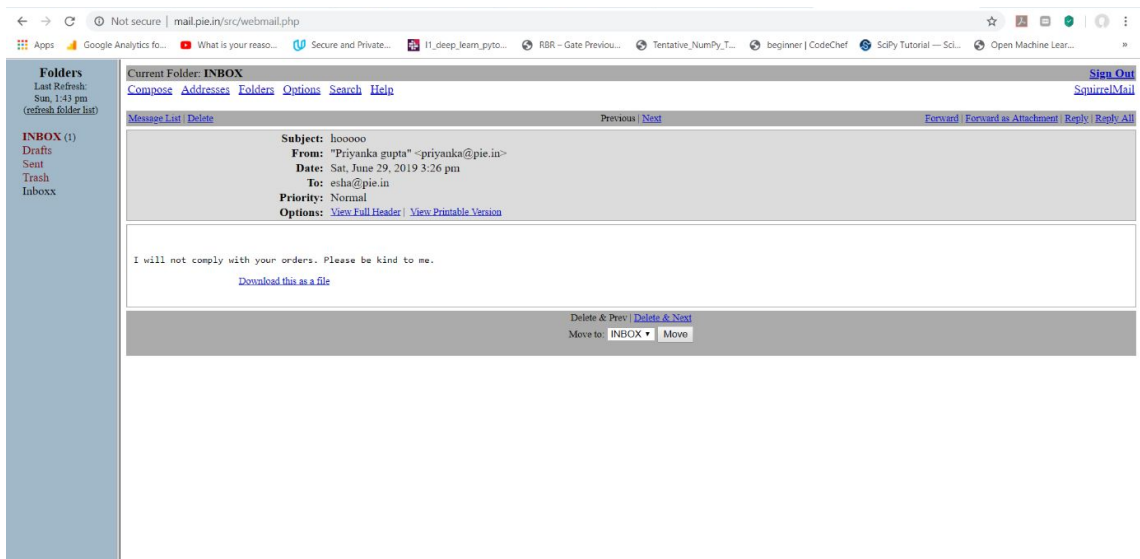 Not secure | mail.pie.in/src/webmail.php
Apps Google Analytics fo... What is your reaso... Secure and Private... l1_deep_learn_pyto... RBR – Gate Previou... Tentative_NumPy_T... beginner | CodeChef SciPy Tutorial — Sci... Open Machine Lear... »
Folders
Last Refresh:
Sun, 1:43 pm
(refresh folder list)
INBOX (1)
Drafts
Sent
Trash
Inboxx
Current Folder: INBOX Sign Out
Compose Addresses Folders Options Search Help SquirrelMail
Message List | Delete Previous | Next Forward | Forward as Attachment | Reply | Reply All
Subject: hooooo
From: "Priyanka gupta" <priyanka@pie.in>
Date: Sat, June 29, 2019 3:26 pm
To: esha@pie.in
Priority: Normal
Options: View Full Header | View Printable Version
I will not comply with your orders. Please be kind to me.
Download this as a file
Delete & Prev | Delete & Next
Move to: INBOX Move